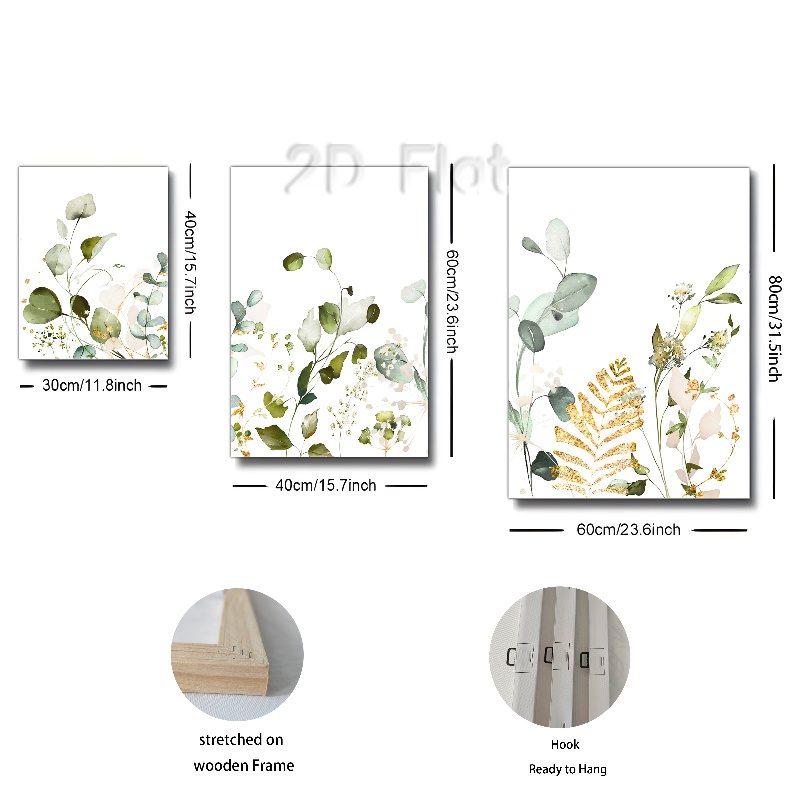 2D Flat
40cm/15.7inch
30cm/11.8inch
60cm/23.6inch
40cm/15.7inch
80cm/31.5inch
60cm/23.6inch
stretched on
wooden Frame
Hook
Ready to Hang